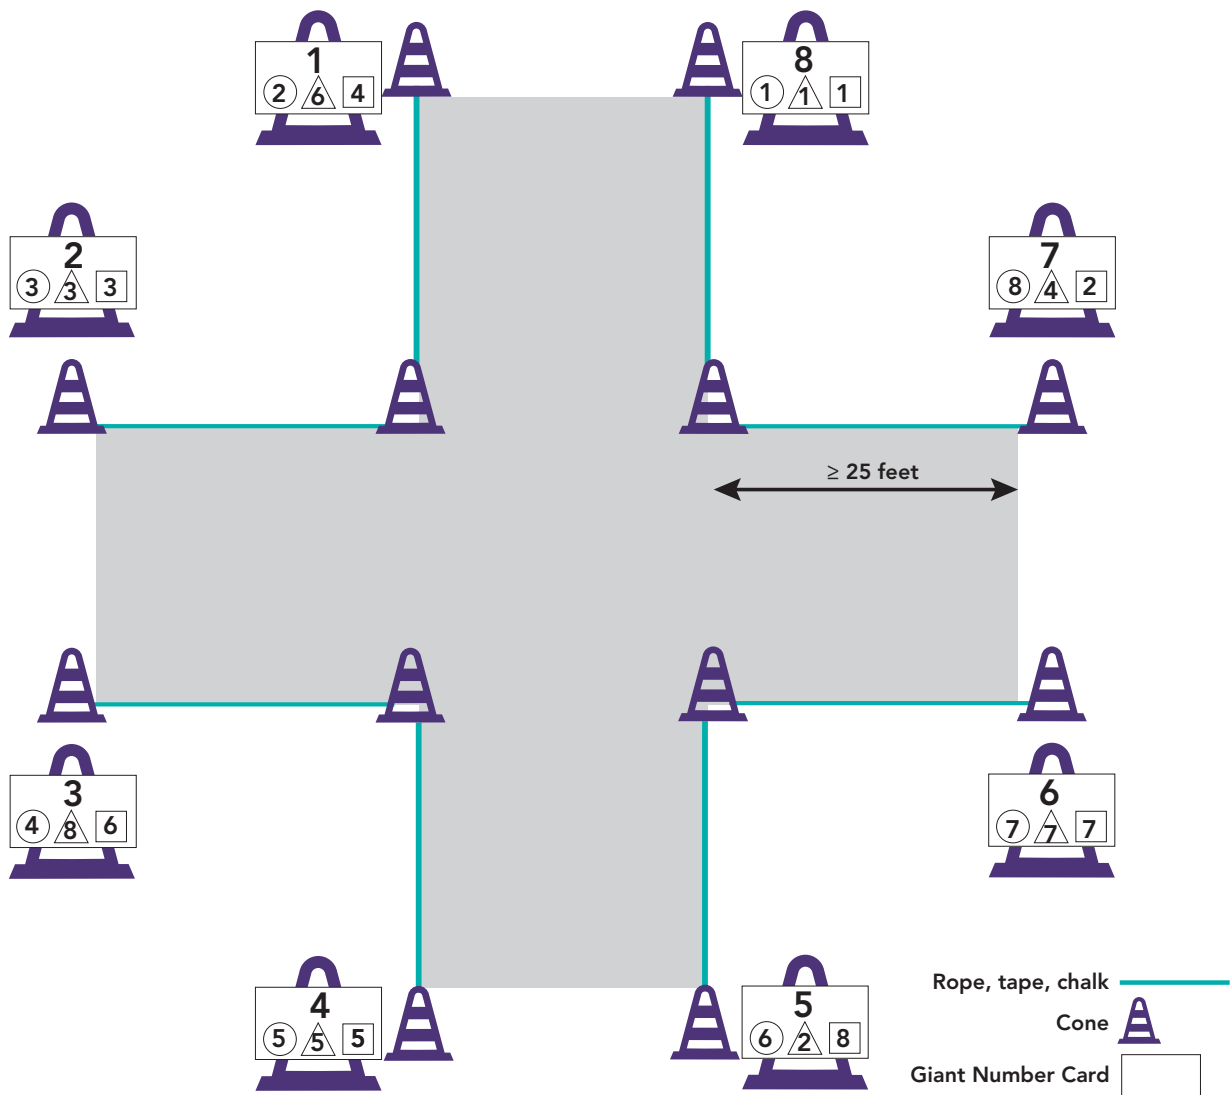 1
2 6 4
8
1 1 1
2
3 3 3
7
8 4 2
≥ 25 feet
3
4 8 6
6
7 7 7
4
5 5 5
5
6 2 8
Rope, tape, chalk
Cone
Giant Number Card